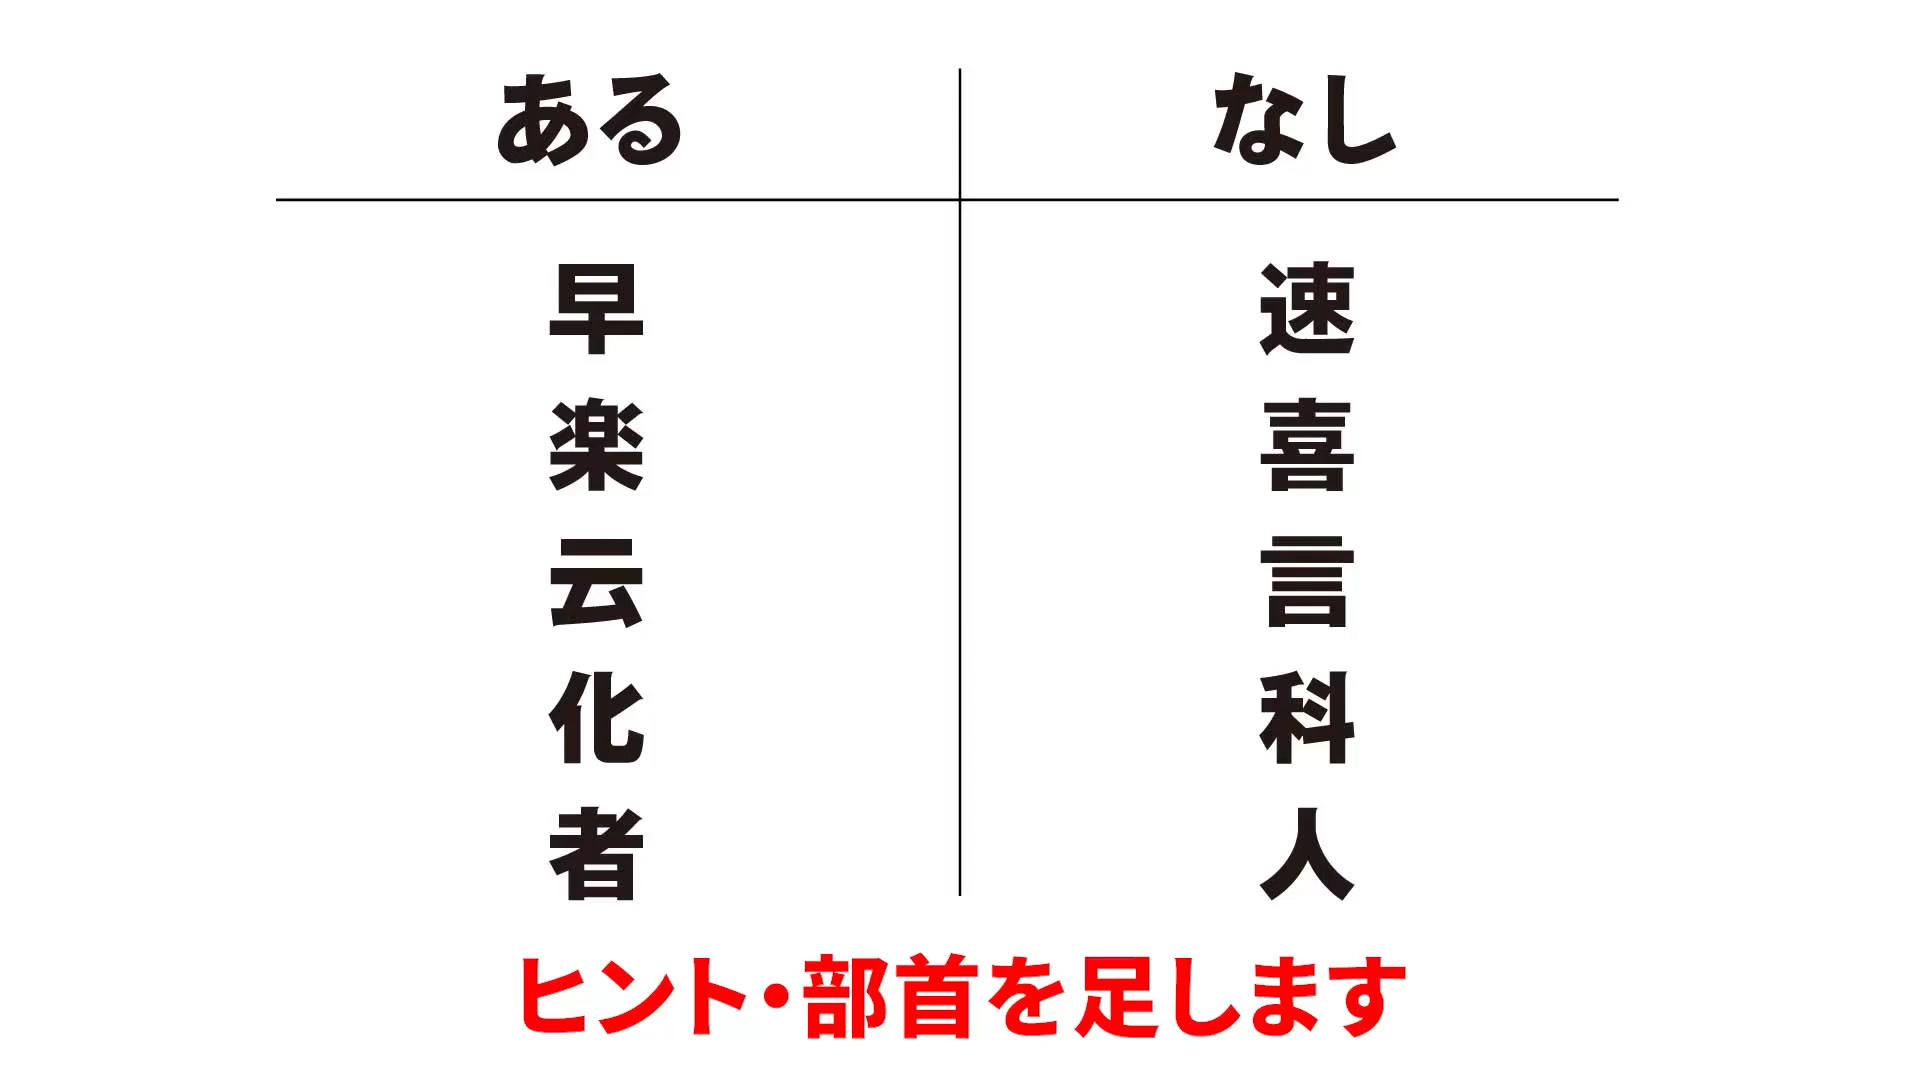 ある なし
早 速
楽 喜
云 言
化 科
者 人
ヒント・部首を足します